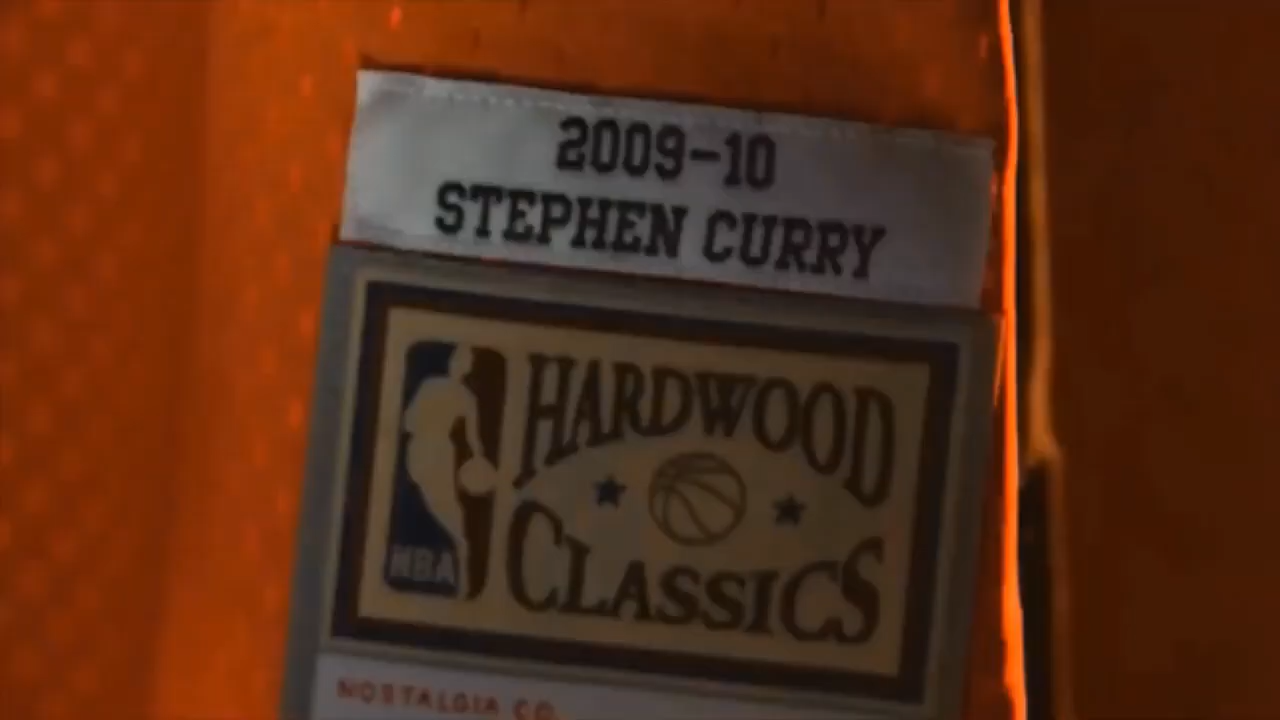 2009-10
STEPHEN CURRY
HARDWOOD
CLASSICS
NBA
NOSTALGIA CO.